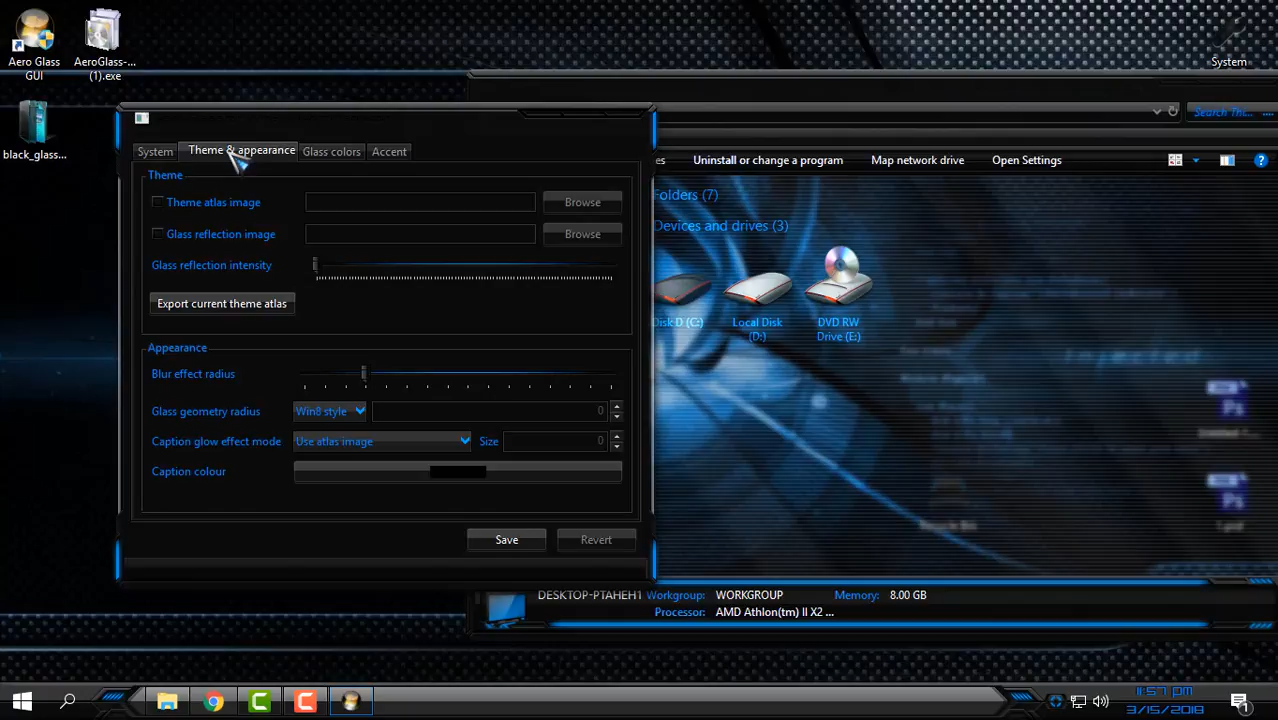 Aero Glass
GUI
AeroGlass-...
(1).exe
System
black_glass...
Search Thi...
System
Theme & appearance
Glass colors
Accent
es
Uninstall or change a program
Map network drive
Open Settings
Theme
Theme atlas image
Browse
Glass reflection image
Browse
Glass reflection intensity
Export current theme atlas
Folders (7)
Devices and drives (3)
Disk D (C:)
Local Disk
(D:)
DVD RW
Drive (E:)
Appearance
Blur effect radius
Glass geometry radius
Win8 style
0
Caption glow effect mode
Use atlas image
Size
0
Caption colour
Save
Revert
Injected
Ps
Ps
DESKTOP-PTAHEH1
Workgroup:
WORKGROUP
Memory:
8.00 GB
Processor:
AMD Athlon(tm) II X2 ...
11:57 PM
3/15/2018
1